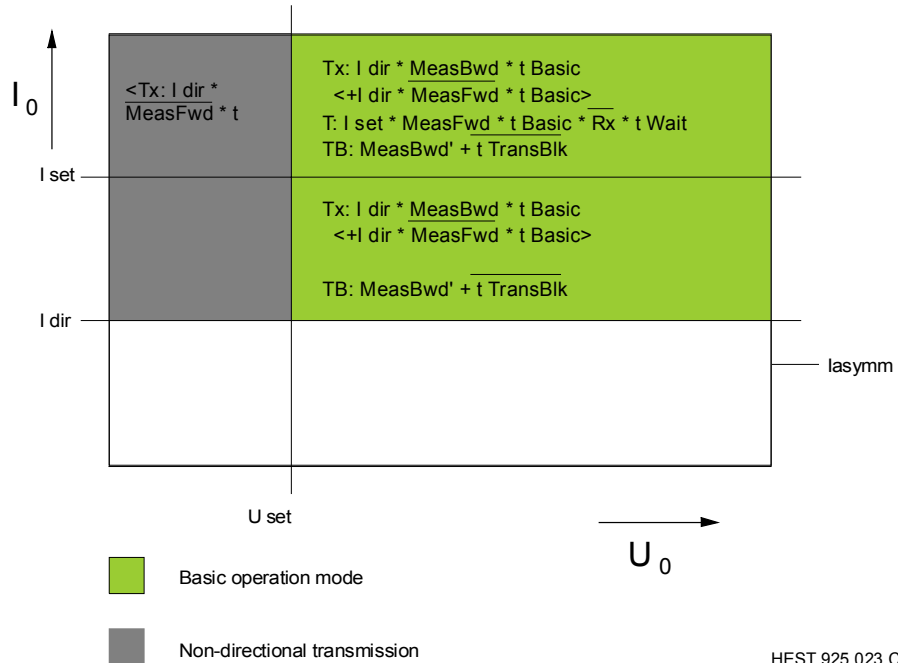 I 0
<Tx: I dir *
MeasFwd * t
Tx: I dir * MeasBwd * t Basic
<+I dir * MeasFwd * t Basic>
T: I set * MeasFwd * t Basic * Rx * t Wait
TB: MeasBwd' + t TransBlk
I set
Tx: I dir * MeasBwd * t Basic
<+I dir * MeasFwd * t Basic>
TB: MeasBwd' + t TransBlk
I dir
Iasymm
U set
U 0
Basic operation mode
Non-directional transmission
HEST 925 023 C